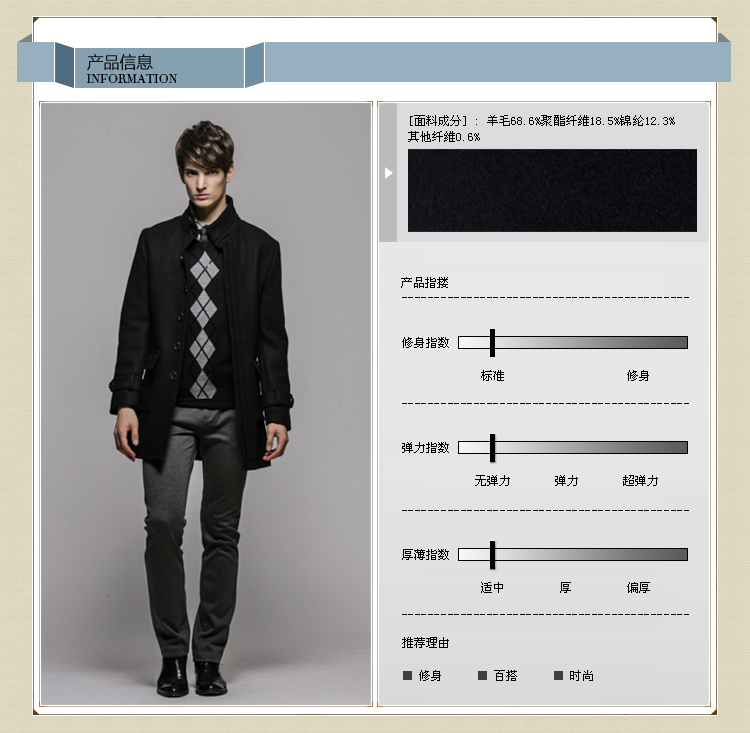 产品信息
INFORMATION
[面料成分]： 羊毛68.6%聚酯纤维18.5%锦纶12.3%
其他纤维0.6%
产品指搂
修身指数
标准 修身
弹力指数
无弹力 弹力 超弹力
厚薄指数
适中 厚 偏厚
推荐理由
修身 百搭 时尚